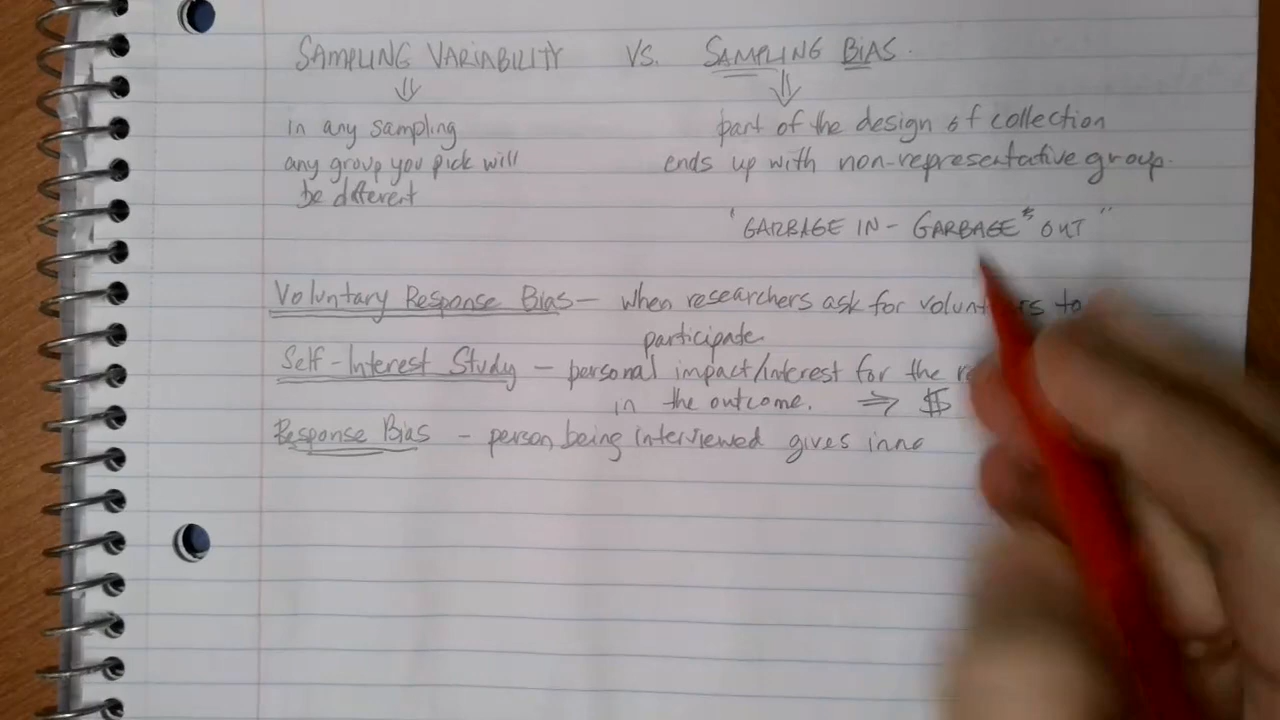 SAMPLING VARIABILITY VS. SAMPLING BIAS.
in any sampling
any group you pick will
be different
part of the design of collection
ends up with non-representative group.
"GARBAGE IN - GARBAGE* OUT"
Voluntary Response Bias - when researchers ask for to
participate
Self-Interest Study - personal impact/interest for the
in the outcome. ⇒ $
Response Bias - person being interviewed gives inna